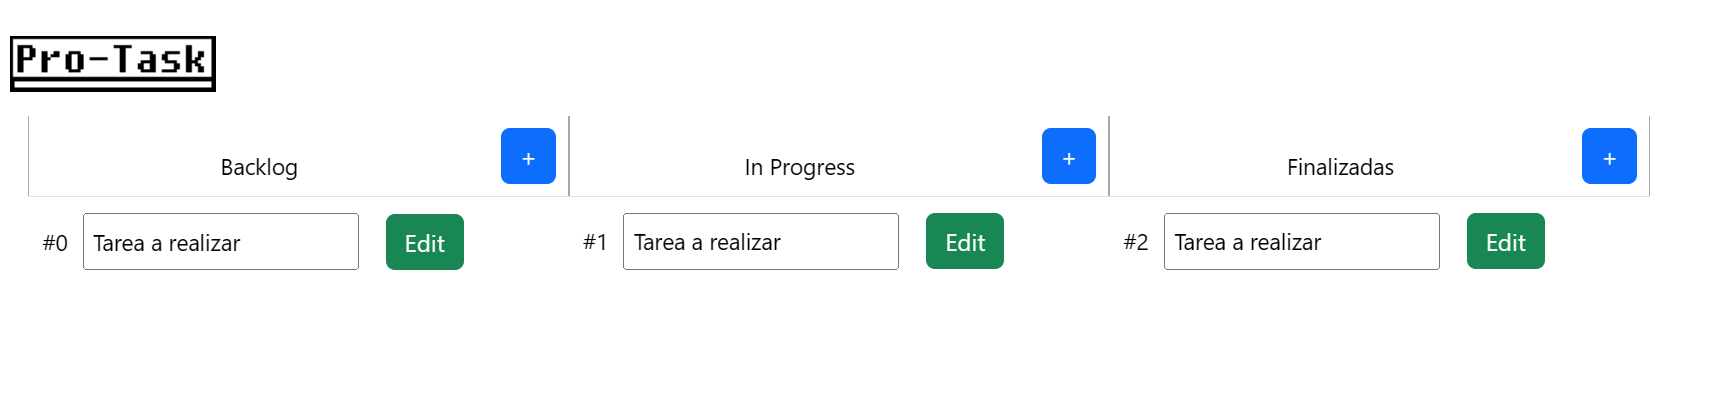 Pro-Task
Backlog + In Progress + Finalizadas +
#0 Tarea a realizar Edit #1 Tarea a realizar Edit #2 Tarea a realizar Edit